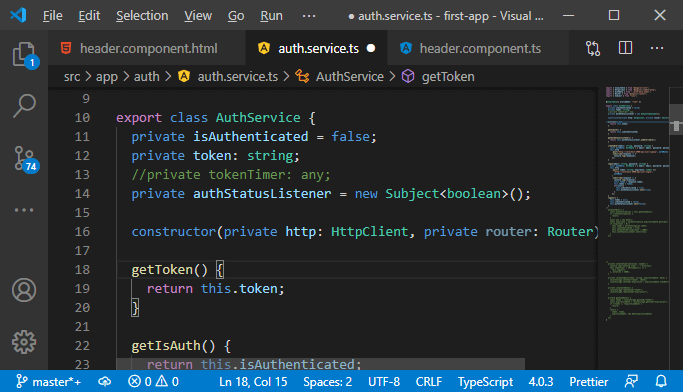 File Edit Selection View Go Run ··· ● auth.service.ts - first-app - Visual ...
header.component.html auth.service.ts ● header.component.ts ···
1
74
src > app > auth > auth.service.ts > AuthService > getToken
9
10 export class AuthService {
11 private isAuthenticated = false;
12 private token: string;
13 //private tokenTimer: any;
14 private authStatusListener = new Subject<boolean>();
15
16 constructor(private http: HttpClient, private router: Router)
17
18 getToken() {
19 return this.token;
20 }
21
22 getIsAuth() {
23 return this.isAuthenticated;
master*+ 0 0 Ln 18, Col 15 Spaces: 2 UTF-8 CRLF TypeScript 4.0.3 Prettier